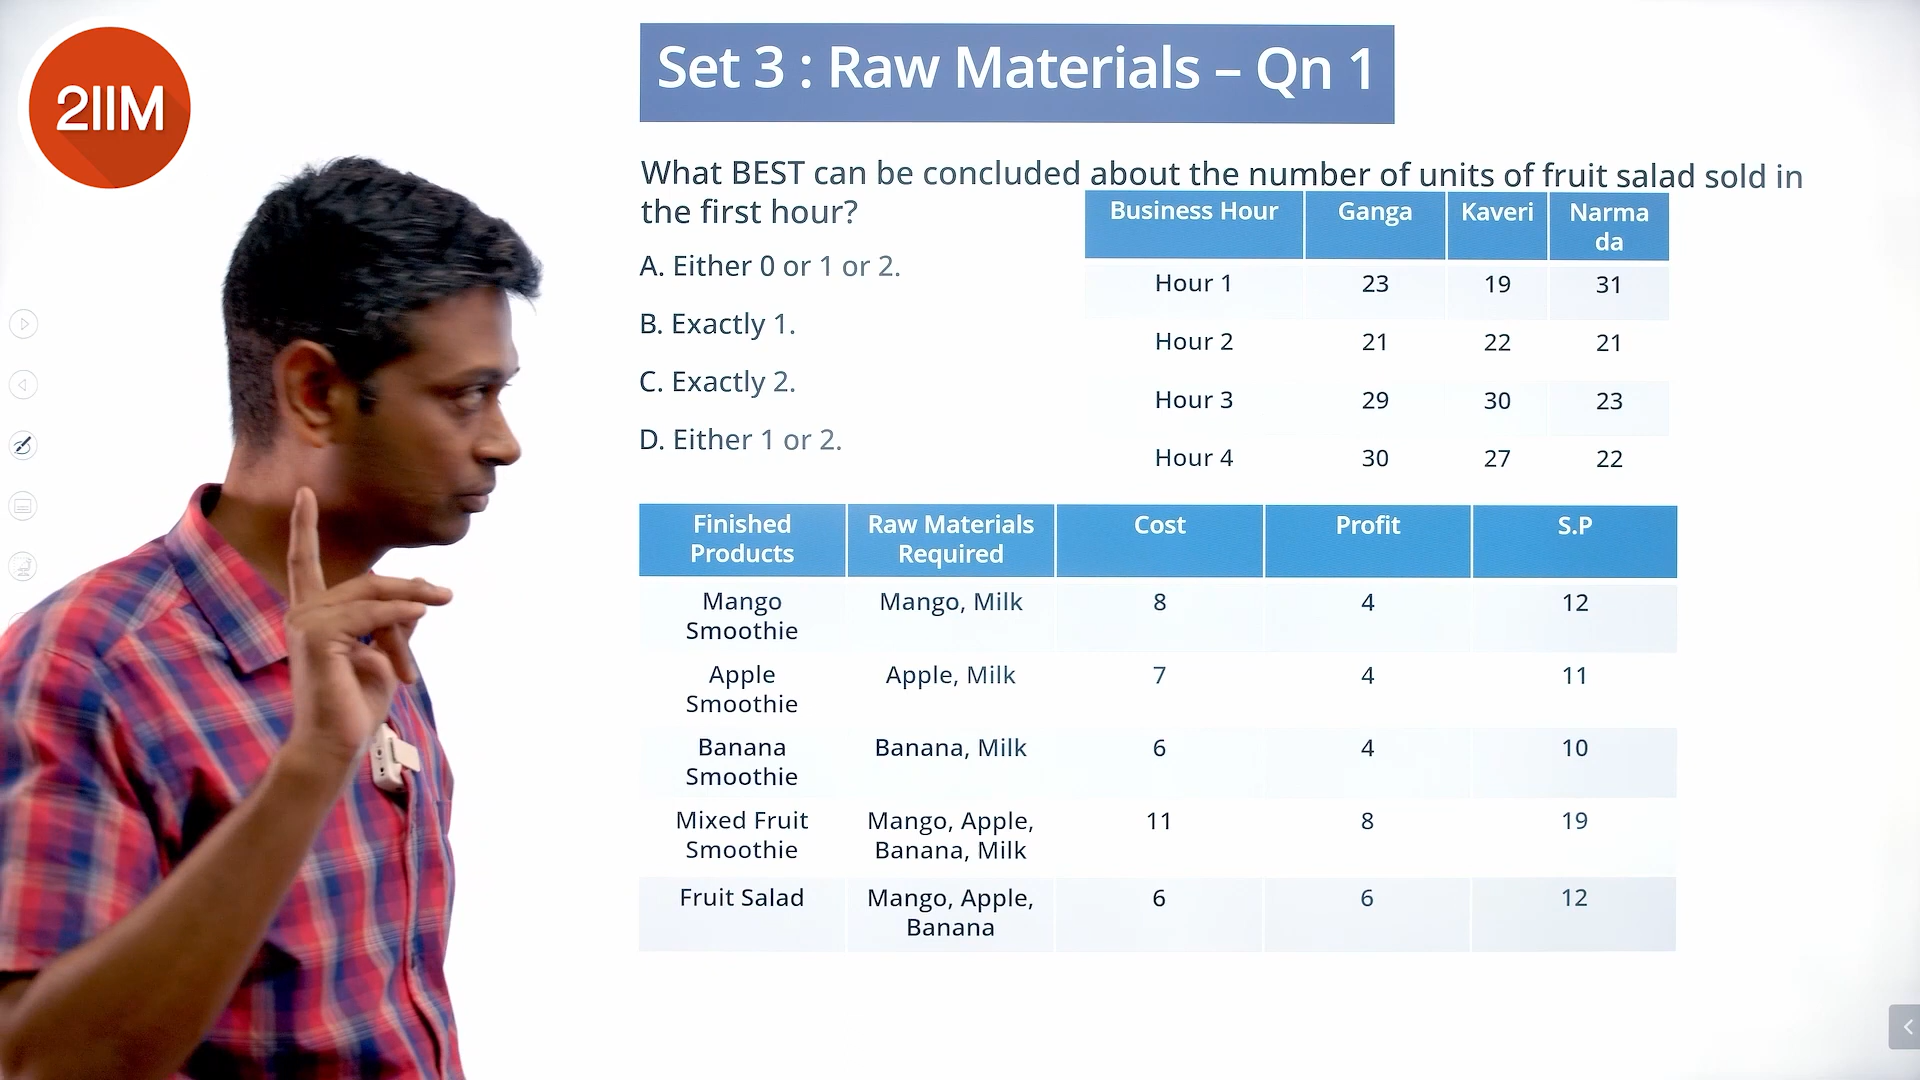 2IIM
Set 3 : Raw Materials – Qn 1
What BEST can be concluded about the number of units of fruit salad sold in
the first hour?
A. Either 0 or 1 or 2.
B. Exactly 1.
C. Exactly 2.
D. Either 1 or 2.
Business Hour Ganga Kaveri Narma
da
Hour 1 23 19 31
Hour 2 21 22 21
Hour 3 29 30 23
Hour 4 30 27 22
Finished Raw Materials Cost Profit S.P
Products Required
Mango Mango, Milk 8 4 12
Smoothie
Apple Apple, Milk 7 4 11
Smoothie
Banana Banana, Milk 6 4 10
Smoothie
Mixed Fruit Mango, Apple, 11 8 19
Smoothie Banana, Milk
Fruit Salad Mango, Apple, 6 6 12
Banana